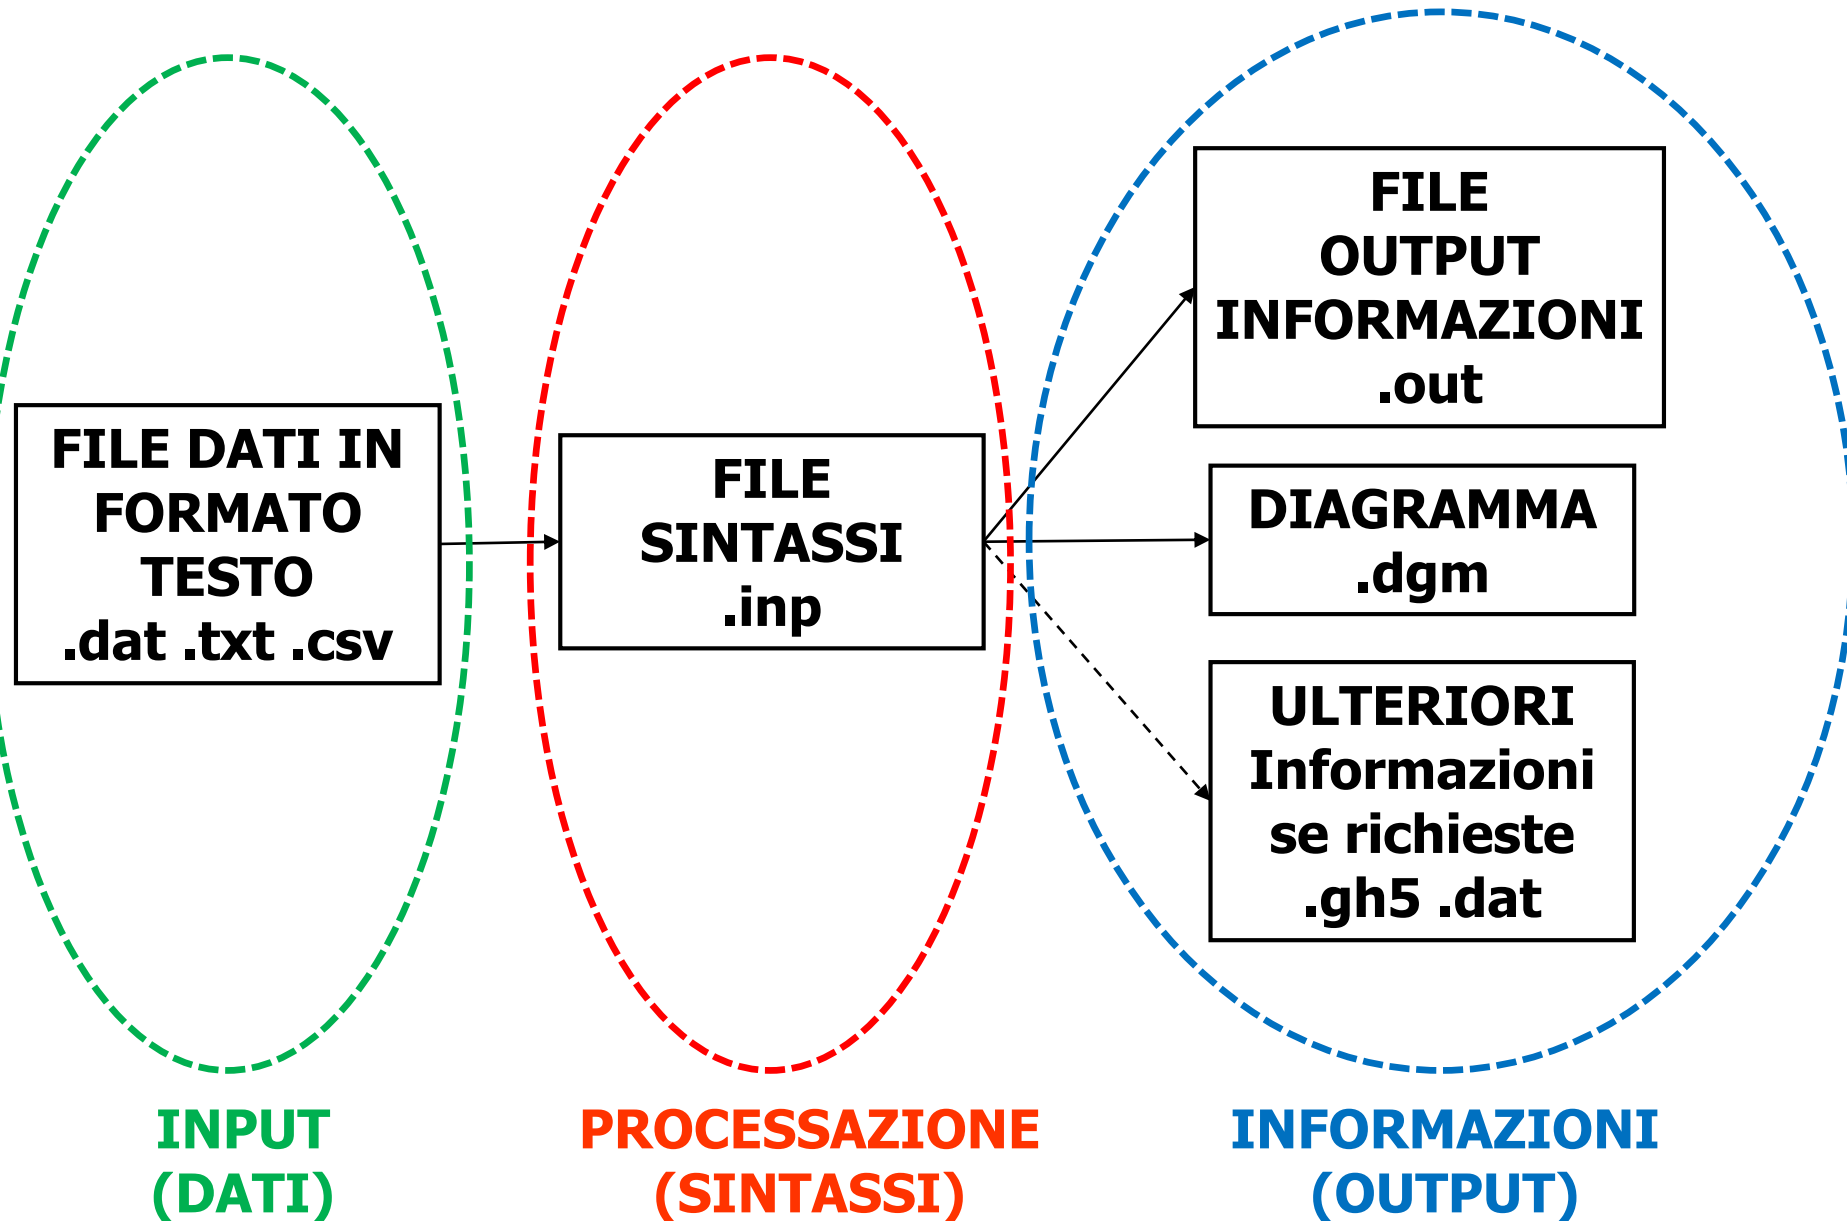 FILE DATI IN
FORMATO
TESTO
.dat .txt .csv
FILE
SINTASSI
.inp
FILE
OUTPUT
INFORMAZIONI
.out
DIAGRAMMA
.dgm
ULTERIORI
Informazioni
se richieste
.gh5 .dat
INPUT
(DATI)
PROCESSAZIONE
(SINTASSI)
INFORMAZIONI
(OUTPUT)